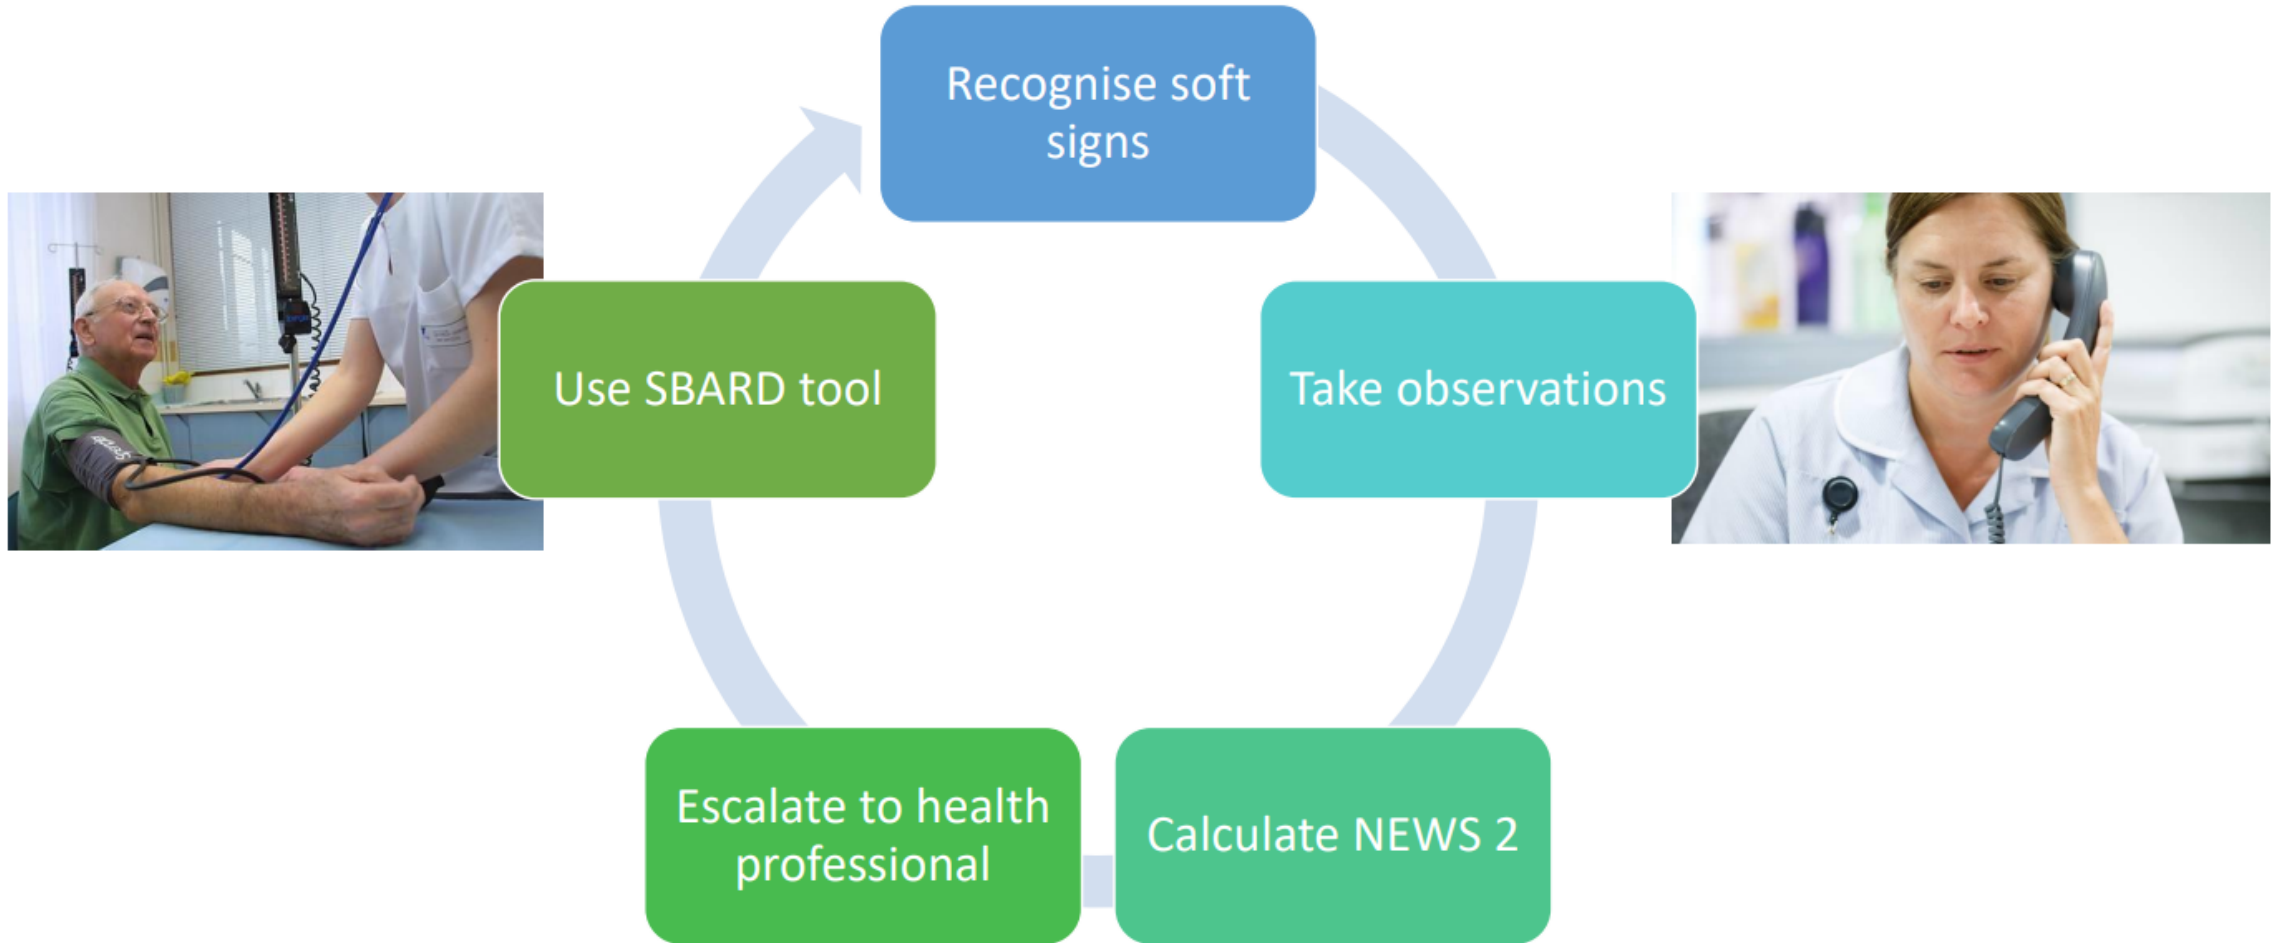 Recognise soft
signs
Take observations
Calculate NEWS 2
Escalate to health
professional
Use SBARD tool